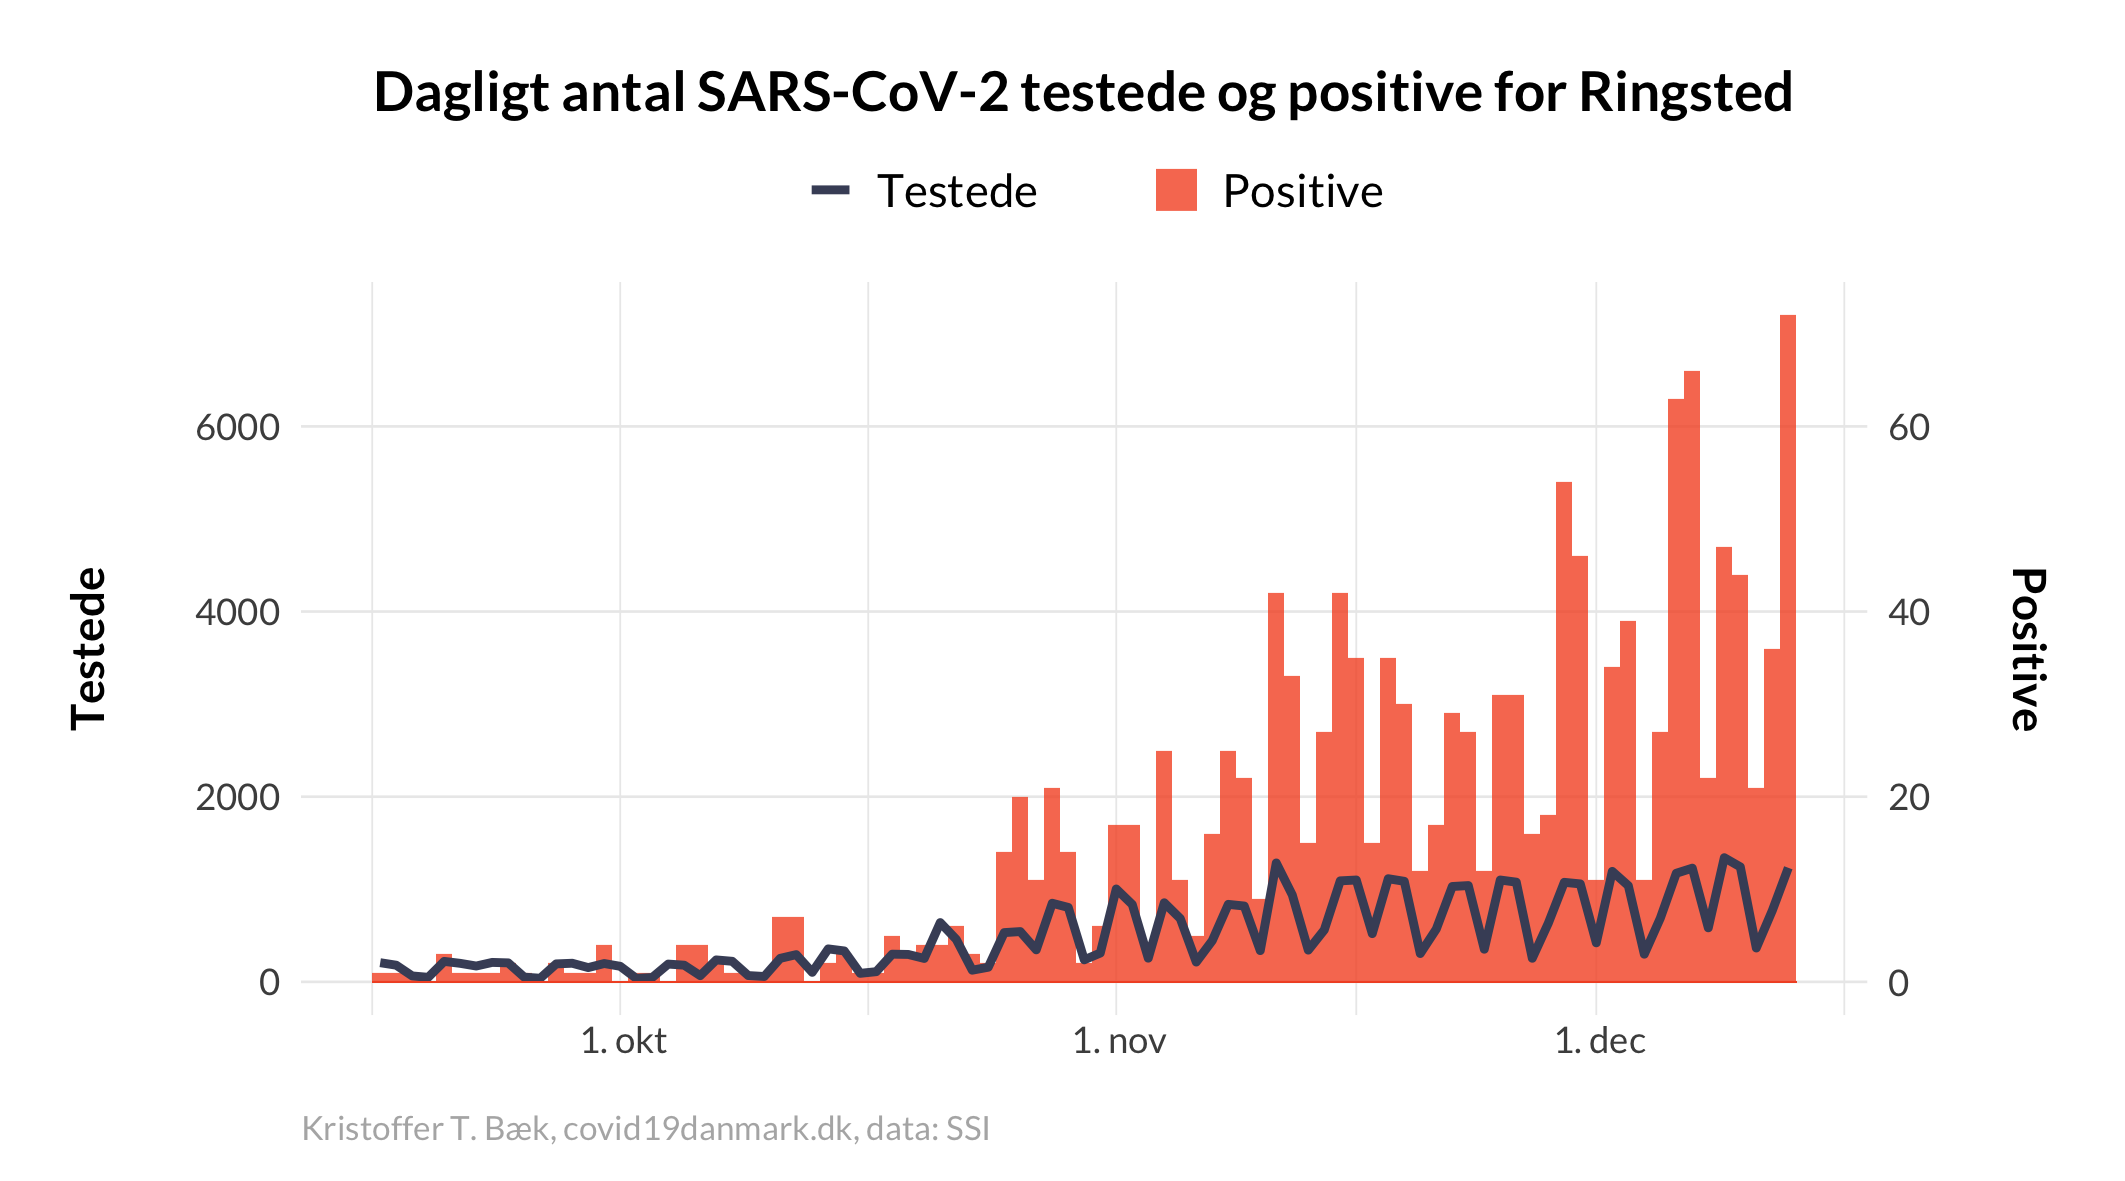 Dagligt antal SARS-CoV-2 testede og positive for Ringsted
Testede
Positive
6000
4000
2000
0
Testede
60
40
20
0
Positive
1. okt
1. nov
1. dec
Kristoffer T. Bæk, covid19danmark.dk, data: SSI